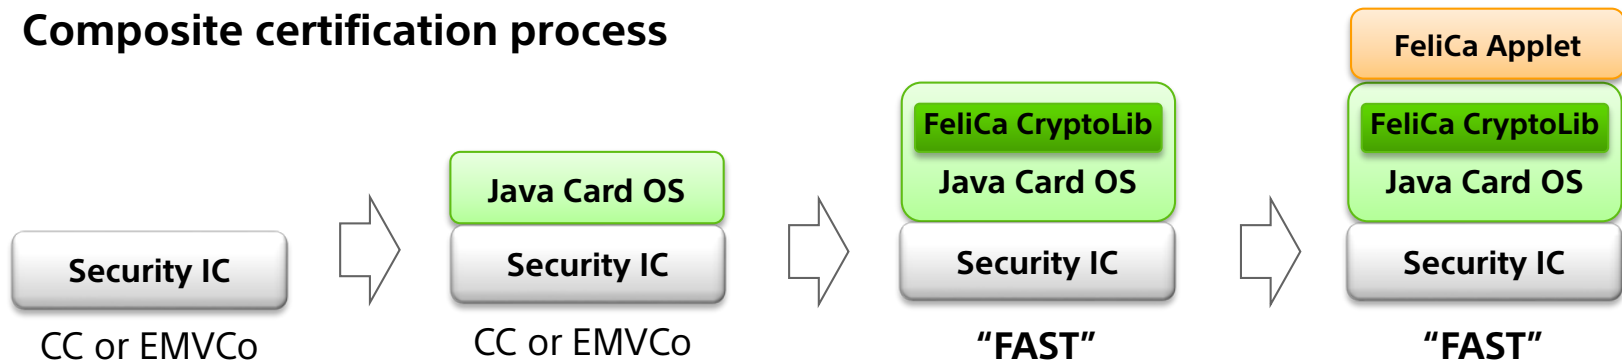 Composite certification process
Security IC
CC or EMVCo
Java Card OS
Security IC
CC or EMVCo
FeliCa CryptoLib
Java Card OS
Security IC
“FAST”
FeliCa Applet
FeliCa CryptoLib
Java Card OS
Security IC
“FAST”